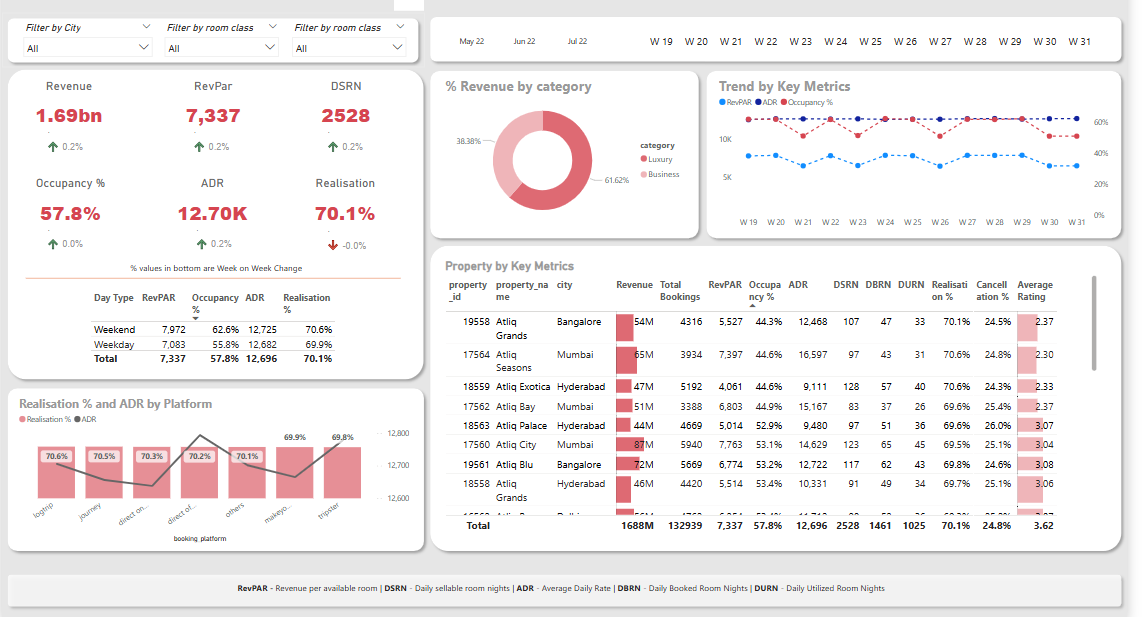 Filter by City
Filter by room class
Filter by room class
All
All
All
May 22 Jun 22 Jul 22
W 19 W 20 W 21 W 22 W 23 W 24 W 25 W 26 W 27 W 28 W 29 W 30 W 31
Revenue RevPar DSRN
1.69bn 7,337 2528
0.2% 0.2% 0.2%
Occupancy % ADR Realisation
57.8% 12.70K 70.1%
0.0% 0.2% -0.0%
% values in bottom are Week on Week Change
Day Type RevPAR Occupancy % ADR Realisation %
Weekend 7,972 62.6% 12,725 70.6%
Weekday 7,083 55.8% 12,682 69.9%
Total 7,337 57.8% 12,696 70.1%
% Revenue by category
38.38%
61.62%
category
Luxury
Business
Trend by Key Metrics
RevPAR ADR Occupancy %
10K
5K
60%
40%
20%
0%
W 19 W 20 W 21 W 22 W 23 W 24 W 25 W 26 W 27 W 28 W 29 W 30 W 31
Realisation % and ADR by Platform
Realisation % ADR
70.6% 70.5% 70.3% 70.2% 70.1% 69.9% 69.8%
12,800
12,700
12,600
logtrip journey direct on... direct of... others makeyo... tripster
booking_platform
Property by Key Metrics
property_id property_name city Revenue Total Bookings RevPAR Occupancy % ADR DSRN DBRN DURN Realisation % Cancellation % Average Rating
19558 Atliq Grands Bangalore 54M 4316 5,527 44.3% 12,468 107 47 33 70.1% 24.5% 2.37
17564 Atliq Seasons Mumbai 65M 3934 7,397 44.6% 16,597 97 43 31 70.6% 24.8% 2.30
18559 Atliq Exotica Hyderabad 47M 5192 4,061 44.6% 9,111 128 57 40 70.6% 24.3% 2.33
17562 Atliq Bay Mumbai 51M 3388 6,803 44.9% 15,167 83 37 26 69.6% 25.4% 2.37
18563 Atliq Palace Hyderabad 44M 4669 5,014 52.9% 9,480 97 51 36 69.6% 26.0% 3.07
17560 Atliq City Mumbai 87M 5940 7,763 53.1% 14,629 123 65 45 69.5% 25.1% 3.04
19561 Atliq Blu Bangalore 72M 5669 6,774 53.2% 12,722 117 62 43 69.8% 24.6% 3.08
18558 Atliq Grands Hyderabad 46M 4420 5,514 53.4% 10,331 91 49 34 69.7% 25.1% 3.06
Total 1688M 132939 7,337 57.8% 12,696 2528 1461 1025 70.1% 24.8% 3.62
RevPAR - Revenue per available room | DSRN - Daily sellable room nights | ADR - Average Daily Rate | DBRN - Daily Booked Room Nights | DURN - Daily Utilized Room Nights